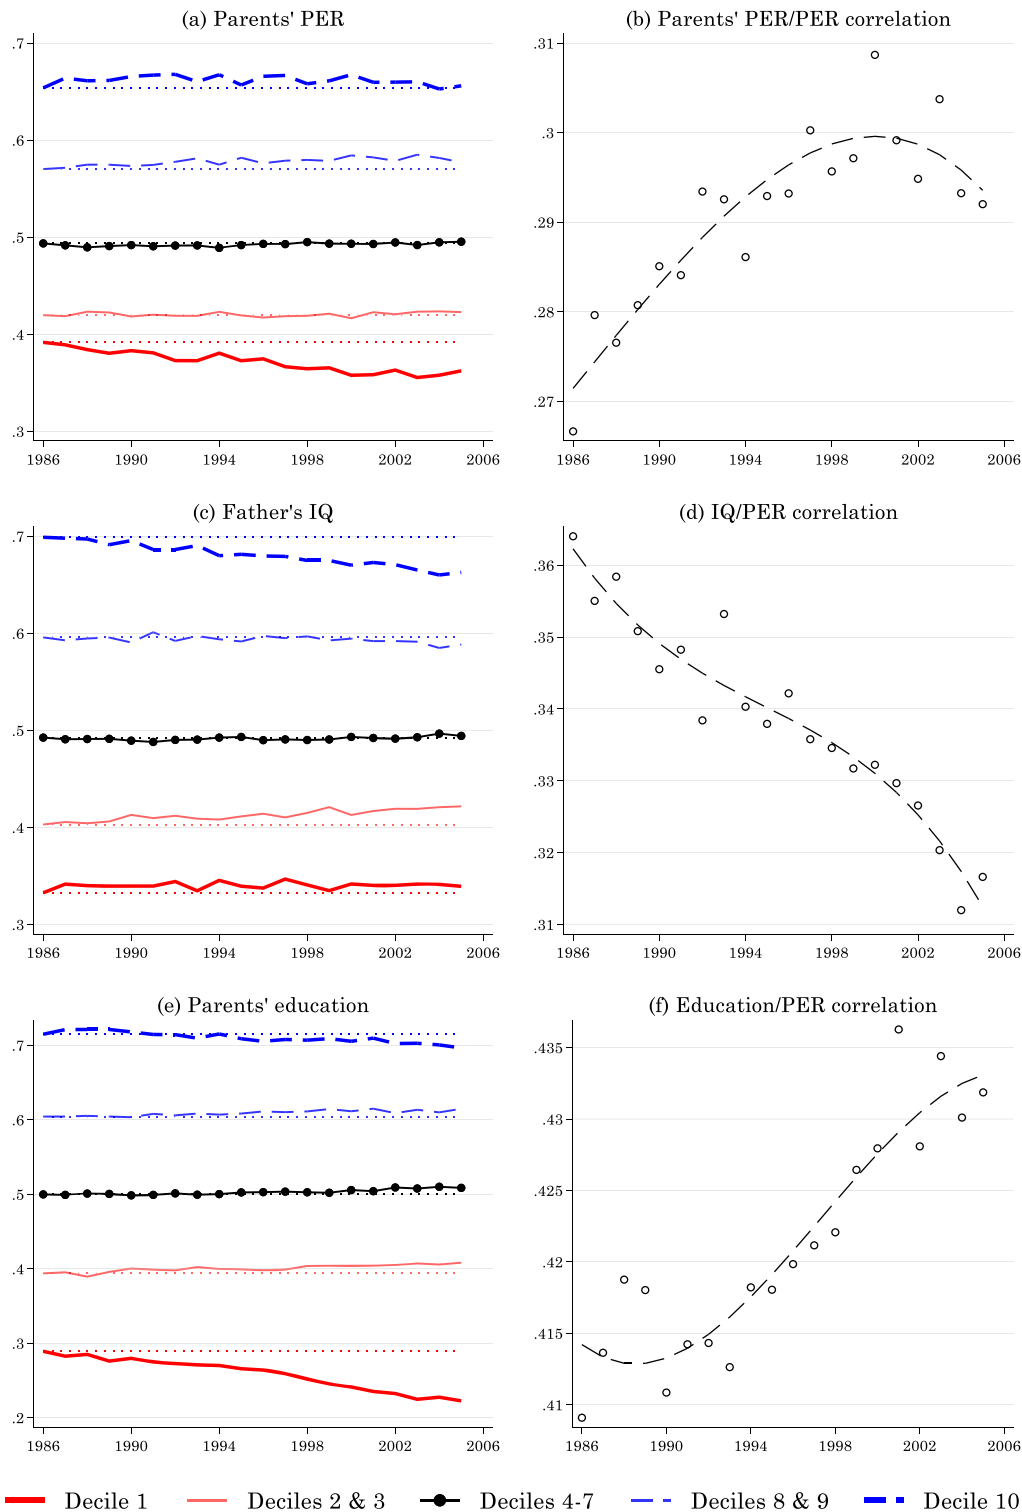 (a) Parents' PER
.7
.6
.5
.4
.3
1986 1990 1994 1998 2002 2006
(b) Parents' PER/PER correlation
.31
.3
.29
.28
.27
1986 1990 1994 1998 2002 2006
(c) Father's IQ
.7
.6
.5
.4
.3
1986 1990 1994 1998 2002 2006
(d) IQ/PER correlation
.36
.35
.34
.33
.32
.31
1986 1990 1994 1998 2002 2006
(e) Parents' education
.7
.6
.5
.4
.3
.2
1986 1990 1994 1998 2002 2006
(f) Education/PER correlation
.435
.43
.425
.42
.415
.41
1986 1990 1994 1998 2002 2006
Decile 1 Deciles 2 & 3 Deciles 4-7 Deciles 8 & 9 Decile 10